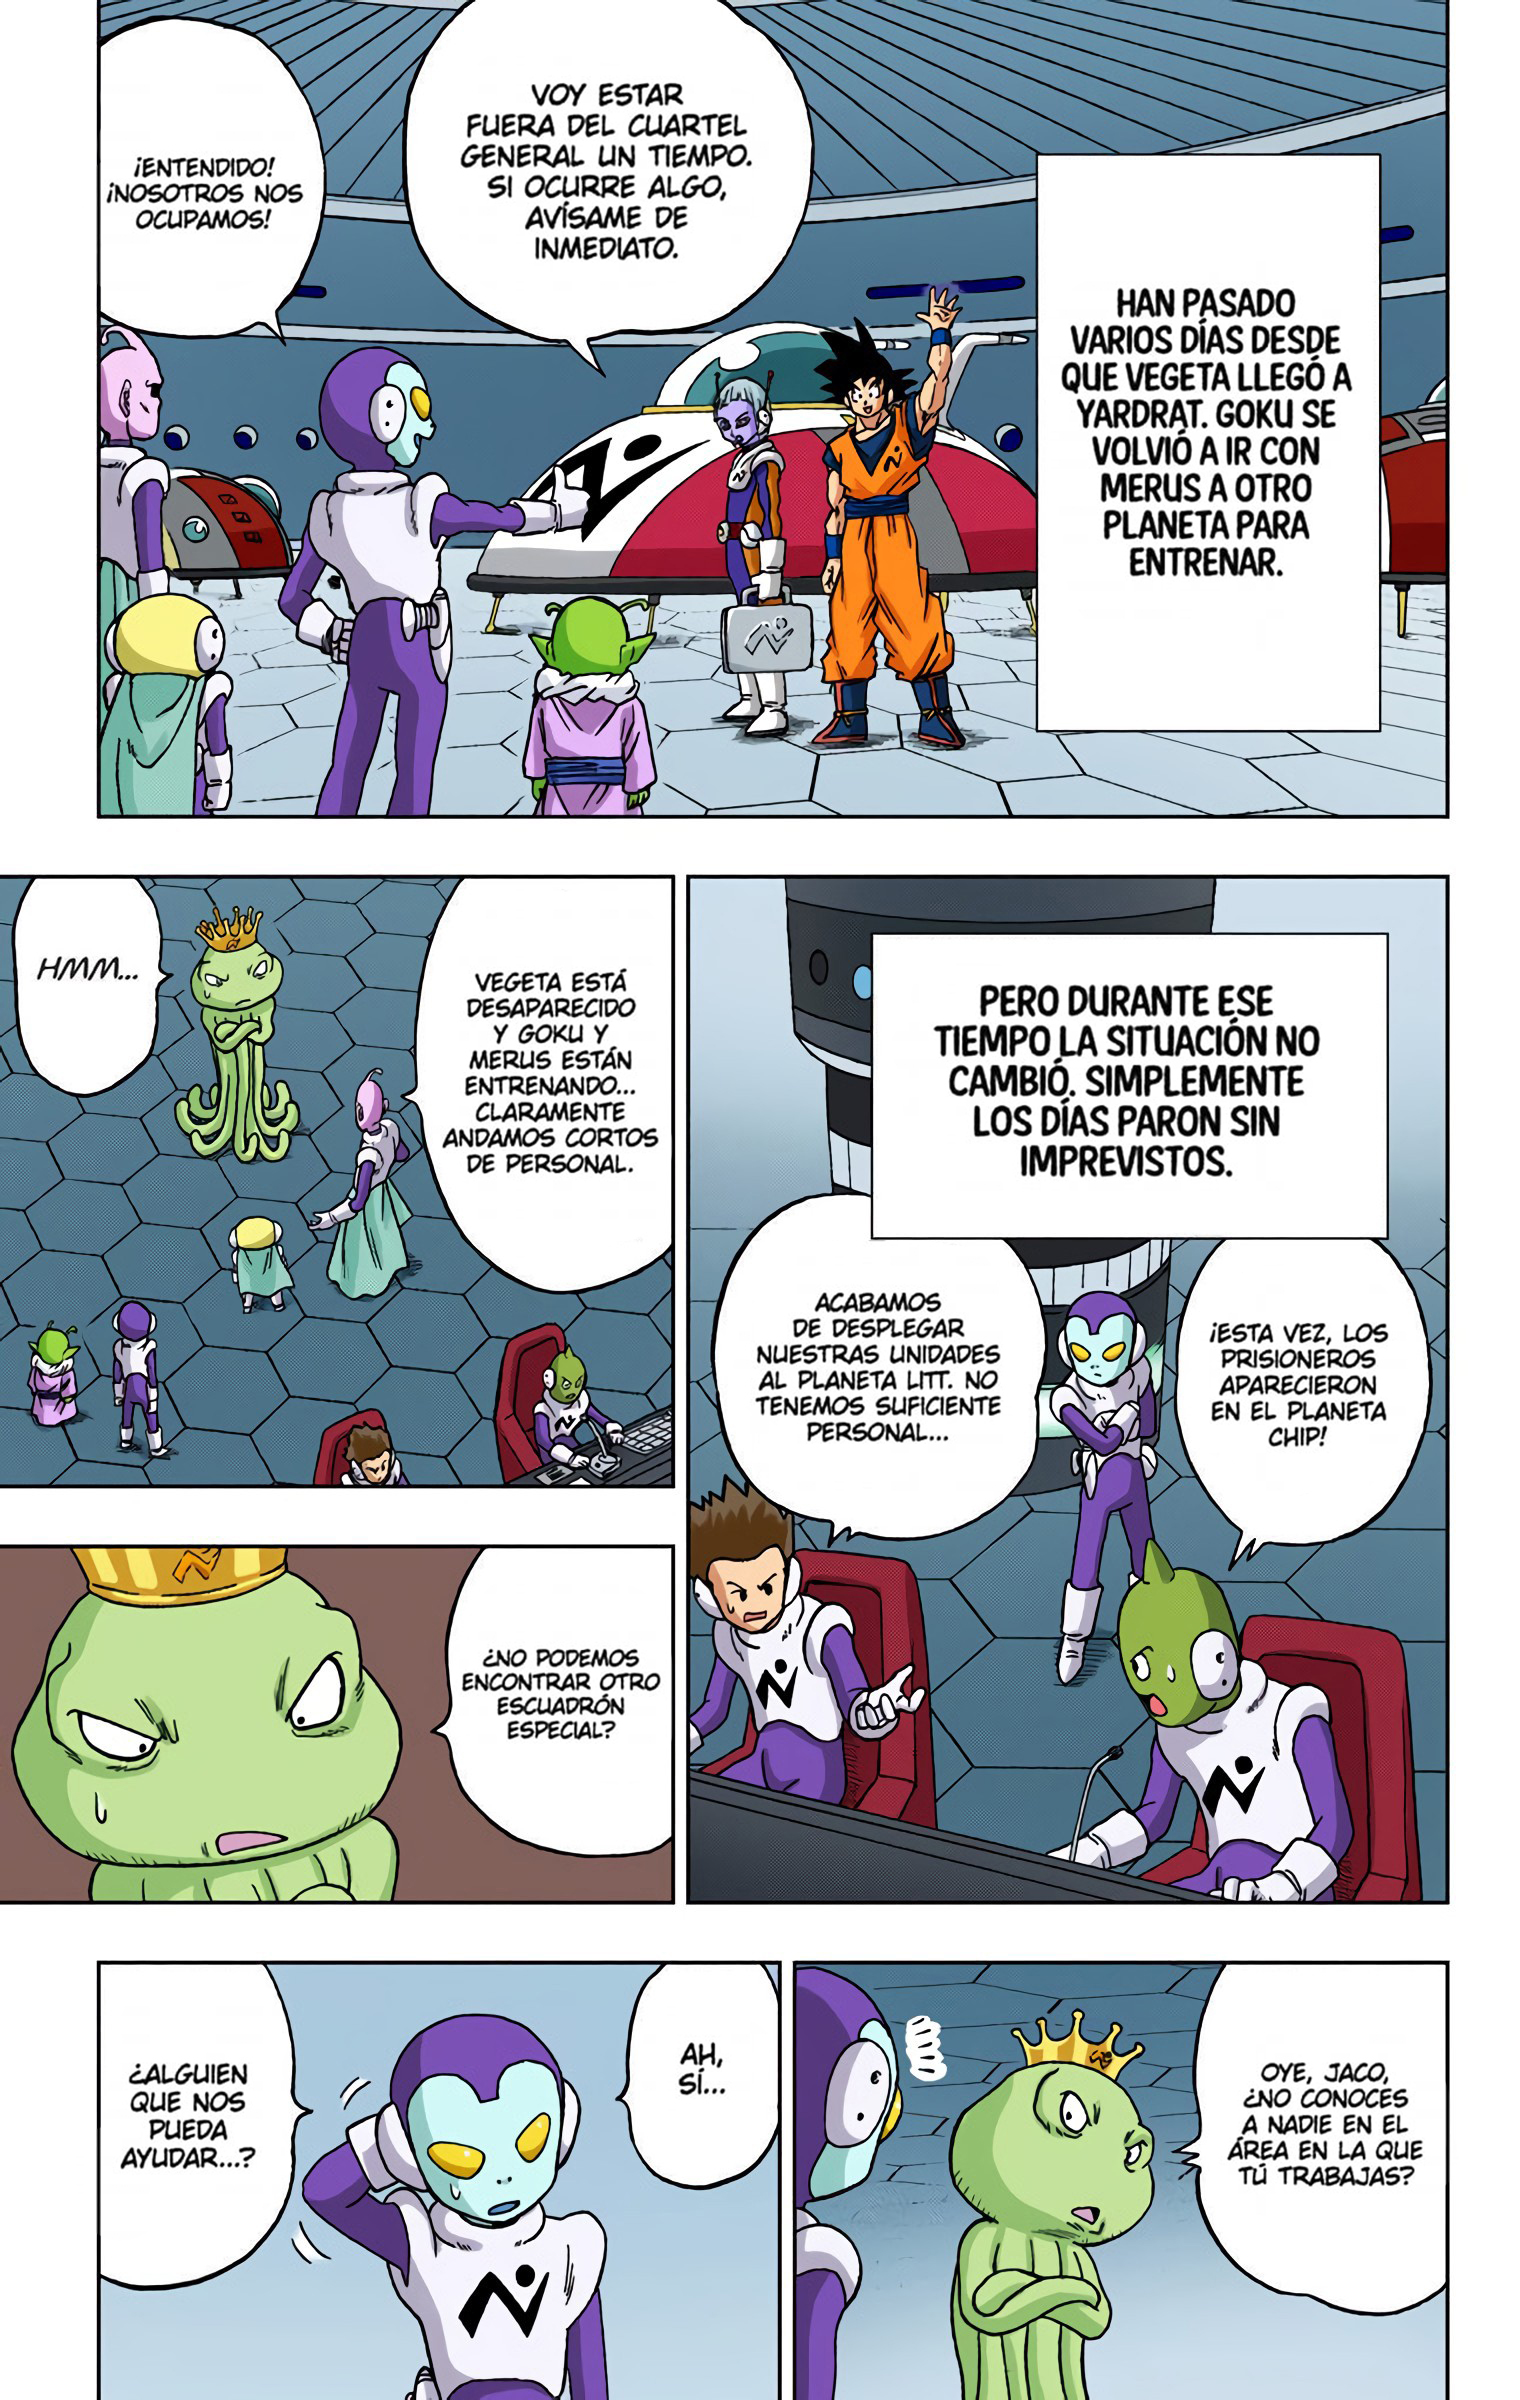 HAN PASADO
VARIOS DÍAS DESDE
QUE VEGETA LLEGÓ A
YARDRAT. GOKU SE
VOLVIÓ A IR CON
MERUS A OTRO
PLANETA PARA
ENTRENAR.
VOY ESTAR
FUERA DEL CUARTEL
GENERAL UN TIEMPO.
SI OCURRE ALGO,
AVÍSAME DE
INMEDIATO.
¡ENTENDIDO!
¡NOSOTROS NOS
OCUPAMOS!
PERO DURANTE ESE
TIEMPO LA SITUACIÓN NO
CAMBIÓ. SIMPLEMENTE
LOS DÍAS PARON SIN
IMPREVISTOS.
¡ESTA VEZ, LOS
PRISIONEROS
APARECIERON
EN EL PLANETA
CHIP!
ACABAMOS
DE DESPLEGAR
NUESTRAS UNIDADES
AL PLANETA LITT. NO
TENEMOS SUFICIENTE
PERSONAL...
VEGETA ESTÁ
DESAPARECIDO
Y GOKU Y
MERUS ESTÁN
ENTRENANDO...
CLARAMENTE
ANDAMOS CORTOS
DE PERSONAL.
HMM...
¿NO PODEMOS
ENCONTRAR OTRO
ESCUADRÓN
ESPECIAL?
OYE, JACO,
¿NO CONOCES
A NADIE EN EL
ÁREA EN LA QUE
TÚ TRABAJAS?
AH,
SÍ...
¿ALGUIEN
QUE NOS
PUEDA
AYUDAR...?